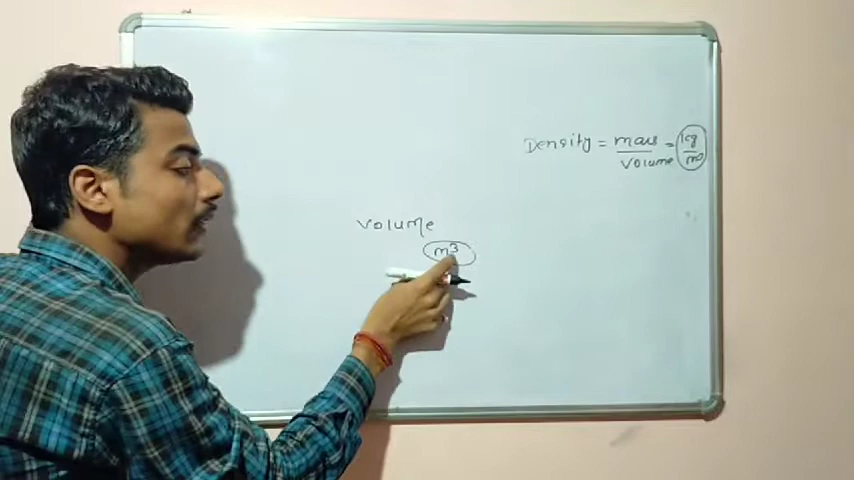 Density = mass / volume = kg / m³
volume
m³